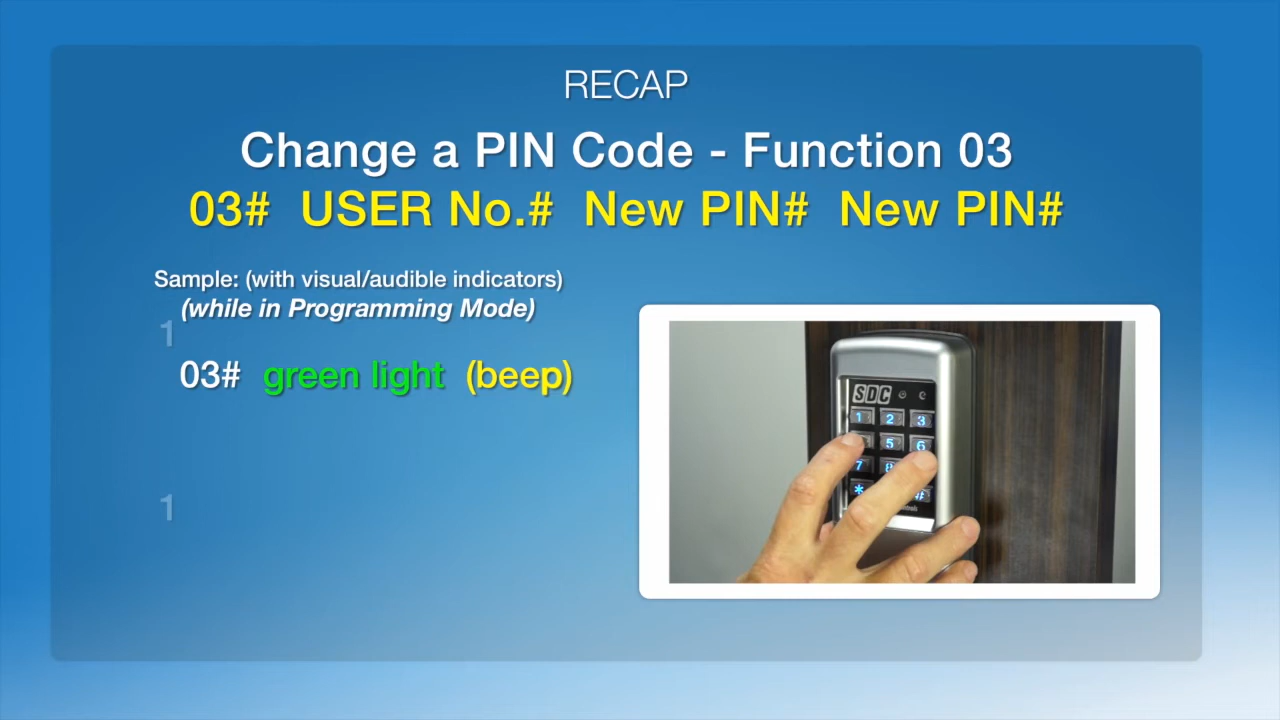 RECAP
Change a PIN Code - Function 03
03# USER No.# New PIN# New PIN#
Sample: (with visual/audible indicators)
(while in Programming Mode)
1
03# green light (beep)
1
SDC
1 2 3
5 6
7 8
* #